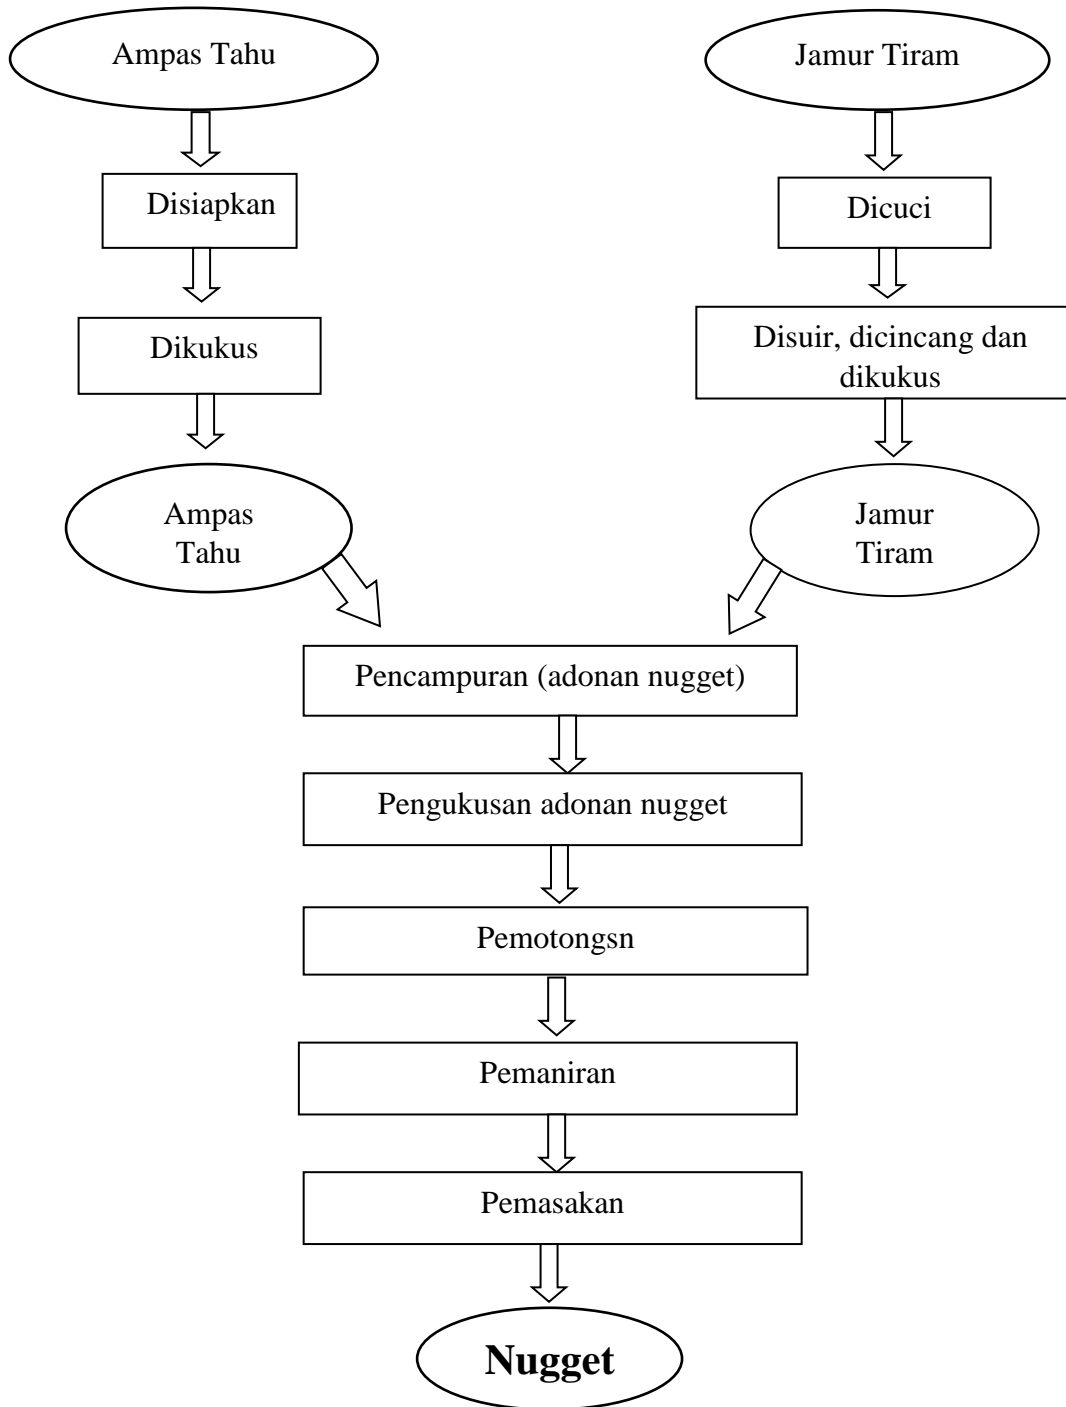 Ampas Tahu
Jamur Tiram
Disiapkan
Dicuci
Dikukus
Disuir, dicincang dan
dikukus
Ampas
Tahu
Jamur
Tiram
Pencampuran (adonan nugget)
Pengukusan adonan nugget
Pemotongsn
Pemaniran
Pemasakan
Nugget